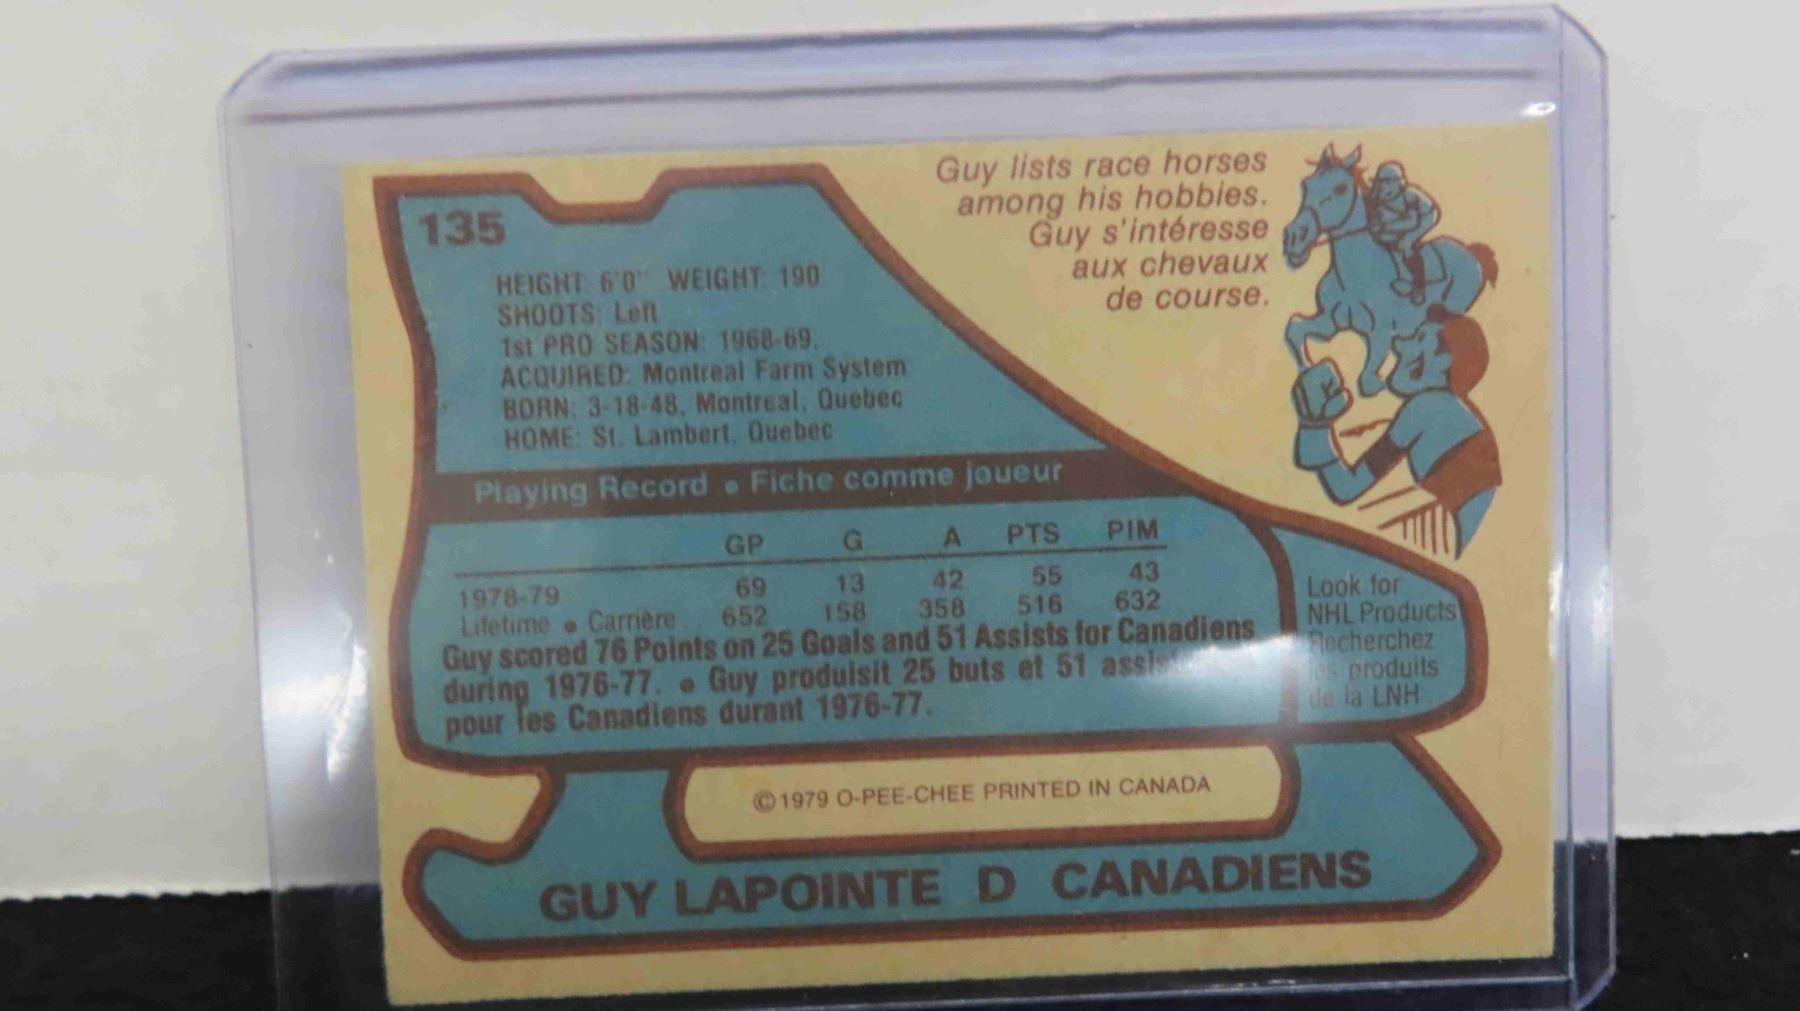 135
Guy lists race horses
among his hobbies.
Guy s'intéresse
aux chevaux
de course.
HEIGHT: 6'0" WEIGHT: 190
SHOOTS: Left
1st PRO SEASON: 1968-69.
ACQUIRED: Montreal Farm System
BORN: 3-18-48, Montreal, Quebec
HOME: St. Lambert, Quebec
Playing Record • Fiche comme joueur
GP G A PTS PIM
1978-79 69 13 42 55 43
Lifetime • Carrière .. 652 158 358 516 632
Guy scored 76 Points on 25 Goals and 51 Assists for Canadiens
during 1976-77. • Guy produisit 25 buts et 51
pour les Canadiens durant 1976-77.
Look for
NHL Products
Recherchez
les produits
de la LNH
©1979 O-PEE-CHEE PRINTED IN CANADA
GUY LAPOINTE D CANADIENS